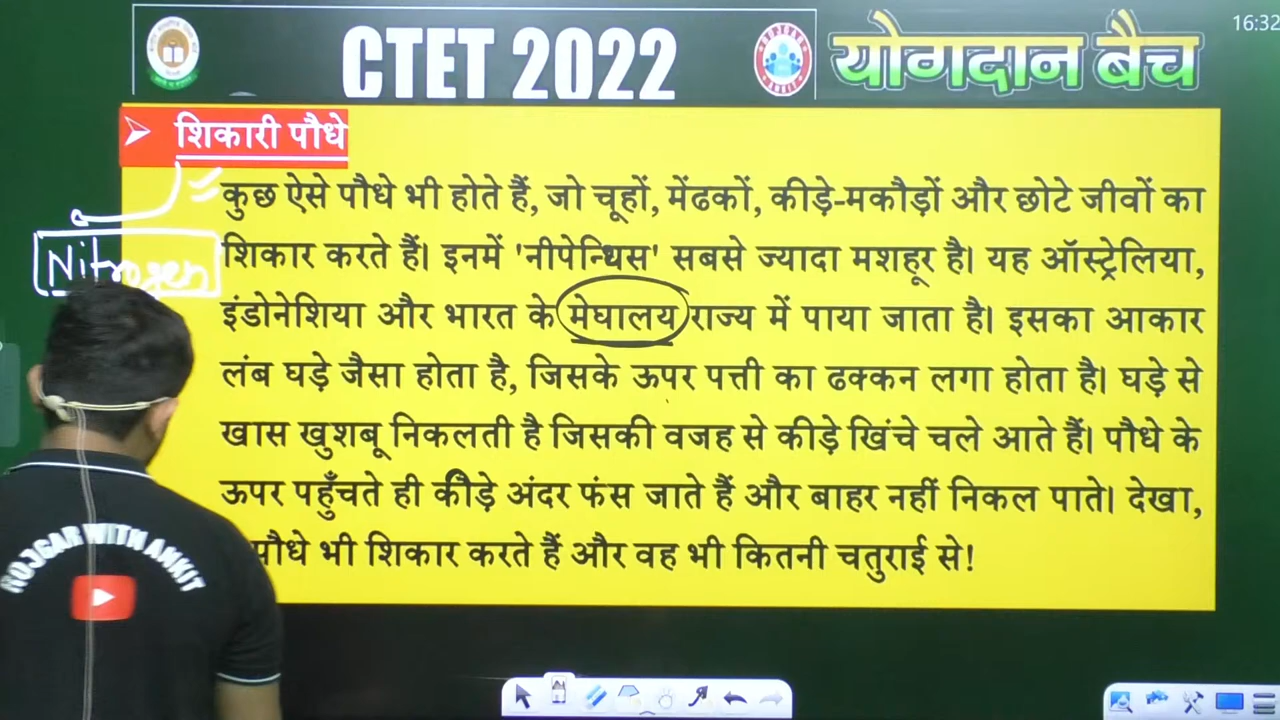 16:32
CTET 2022
योगदान बैच
शिकारी पौधे
कुछ ऐसे पौधे भी होते हैं, जो चूहों, मेंढकों, कीड़े-मकौड़ों और छोटे जीवों का
Nitrogen
शिकार करते हैं। इनमें 'नीपेन्थिस' सबसे ज्यादा मशहूर है। यह ऑस्ट्रेलिया,
इंडोनेशिया और भारत के मेघालय राज्य में पाया जाता है। इसका आकार
लंब घड़े जैसा होता है, जिसके ऊपर पत्ती का ढक्कन लगा होता है। घड़े से
खास खुशबू निकलती है जिसकी वजह से कीड़े खिंचे चले आते हैं। पौधे के
ऊपर पहुँचते ही कीड़े अंदर फंस जाते हैं और बाहर नहीं निकल पाते। देखा,
पौधे भी शिकार करते हैं और वह भी कितनी चतुराई से!
ROJGAR WITH ANKIT